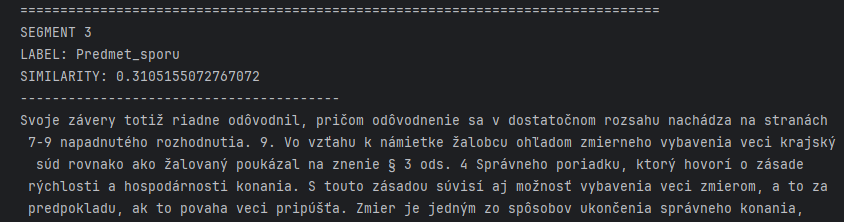 ================================================================================
SEGMENT 3
LABEL: Predmet_sporu
SIMILARITY: 0.3105155072767072
----------------------------------------
Svoje závery totiž riadne odôvodnil, pričom odôvodnenie sa v dostatočnom rozsahu nachádza na stranách
7-9 napadnutého rozhodnutia. 9. Vo vzťahu k námietke žalobcu ohľadom zmierneho vybavenia veci krajský
súd rovnako ako žalovaný poukázal na znenie § 3 ods. 4 Správneho poriadku, ktorý hovorí o zásade
rýchlosti a hospodárnosti konania. S touto zásadou súvisí aj možnosť vybavenia veci zmierom, a to za
predpokladu, ak to povaha veci pripúšťa. Zmier je jedným zo spôsobov ukončenia správneho konania,